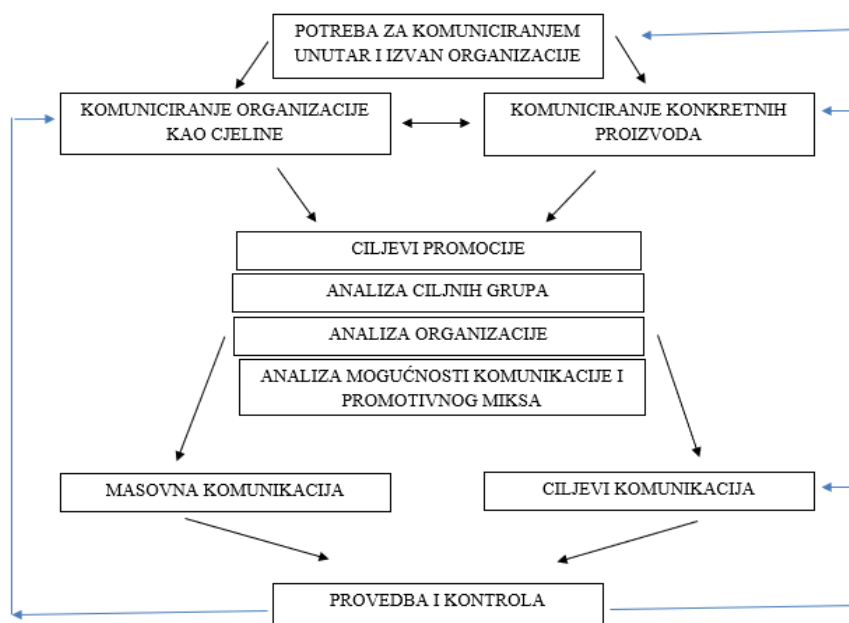 POTREBA ZA KOMUNICIRANJEM
UNUTAR I IZVAN ORGANIZACIJE
KOMUNICIRANJE ORGANIZACIJE
KAO CJELINE
KOMUNICIRANJE KONKRETNIH
PROIZVODA
CILJEVI PROMOCIJE
ANALIZA CILJNIH GRUPA
ANALIZA ORGANIZACIJE
ANALIZA MOGUĆNOSTI KOMUNIKACIJE I
PROMOTIVNOG MIKSA
MASOVNA KOMUNIKACIJA
CILJEVI KOMUNIKACIJA
PROVEDBA I KONTROLA